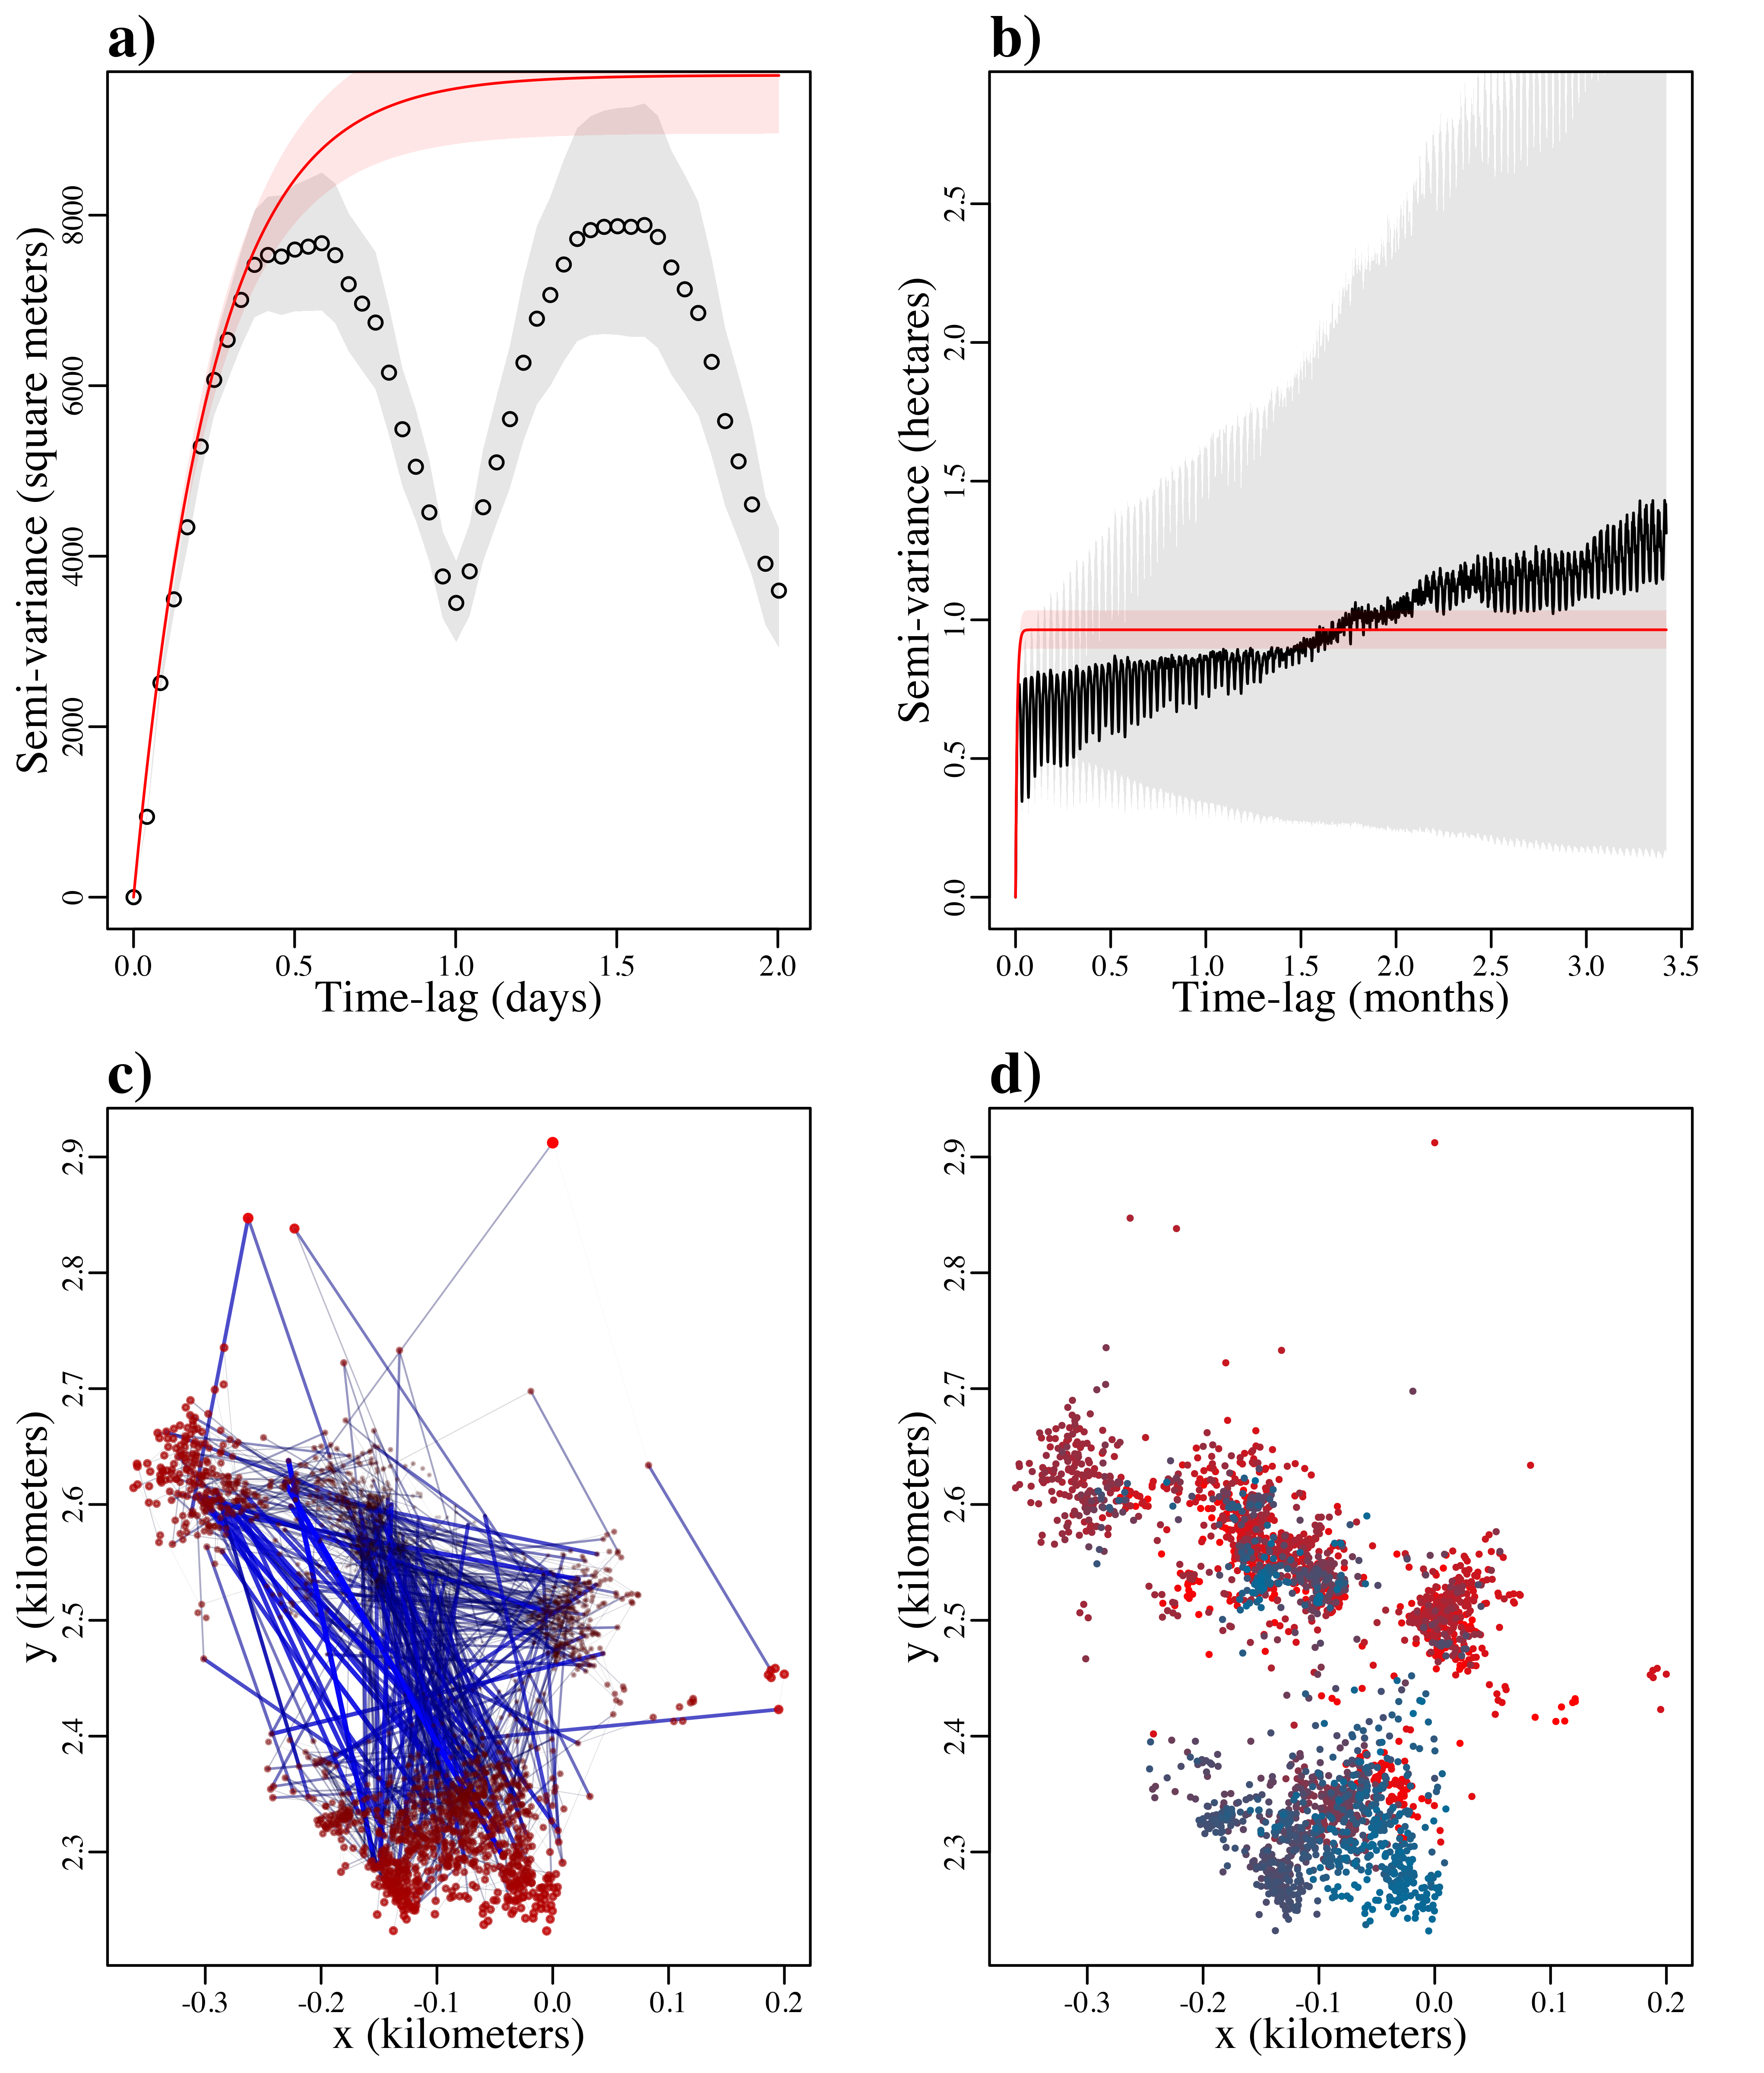 a)
Semi-variance (square meters)
8000
6000
4000
2000
0
0.0 0.5 1.0 1.5 2.0
Time-lag (days)
b)
Semi-variance (hectares)
2.5
2.0
1.5
1.0
0.5
0.0
0.0 0.5 1.0 1.5 2.0 2.5 3.0 3.5
Time-lag (months)
c)
y (kilometers)
2.9
2.8
2.7
2.6
2.5
2.4
2.3
-0.3 -0.2 -0.1 0.0 0.1 0.2
x (kilometers)
d)
y (kilometers)
2.9
2.8
2.7
2.6
2.5
2.4
2.3
-0.3 -0.2 -0.1 0.0 0.1 0.2
x (kilometers)